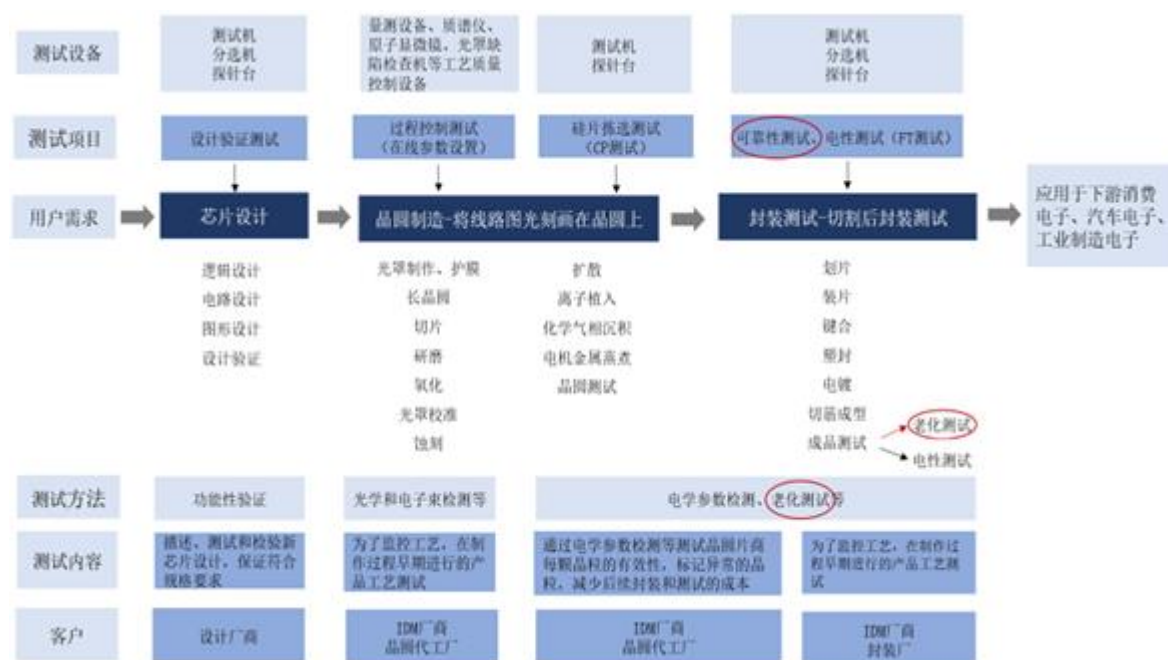 测试设备
测试机
分选机
探针台
量测设备、质谱仪、
原子显微镜、光罩缺
陷检查机等工艺质量
控制设备
测试机
探针台
测试机
分选机
探针台
测试项目
设计验证测试
过程控制测试
（在线参数设置）
硅片拣选测试
（CP测试）
可靠性测试、电性测试（FT测试）
用户需求
芯片设计
晶圆制造-将线路图光刻画在晶圆上
封装测试-切割后封装测试
应用于下游消费
电子、汽车电子、
工业制造电子
逻辑设计
电路设计
图形设计
设计验证
光罩制作、护膜
长晶圆
切片
研磨
氧化
光罩校准
蚀刻
扩散
离子植入
化学气相沉积
电机金属蒸煮
晶圆测试
划片
装片
键合
塑封
电镀
切筋成型
成品测试
老化测试
电性测试
测试方法
功能性验证
光学和电子束检测等
电学参数检测、老化测试等
测试内容
描述、测试和检验新
芯片设计，保证符合
规格要求
为了监控工艺，在制
作过程早期进行的产
品工艺测试
通过电学参数检测等测试晶圆片商
每颗晶粒的有效性，标记异常的晶
粒，减少后续封装和测试的成本
为了监控工艺，在制作过
程早期进行的产品工艺测
试
客户
设计厂商
IDM厂商
晶圆代工厂
IDM厂商
晶圆代工厂
IDM厂商
封装厂